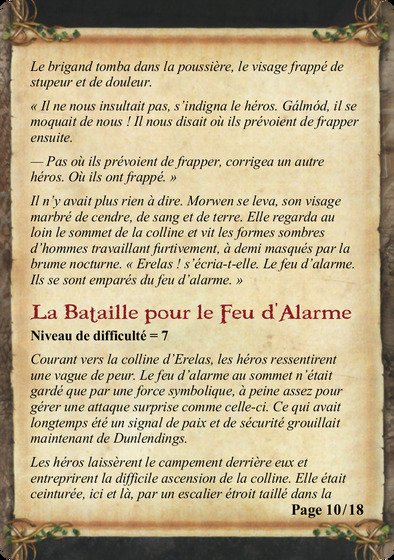 Le brigand tomba dans la poussière, le visage frappé de
stupeur et de douleur.
« Il ne nous insultait pas, s’indigna le héros. Gálmód, il se
moquait de nous ! Il nous disait où ils prévoient de frapper
ensuite.
— Pas où ils prévoient de frapper, corrigea un autre
héros. Où ils ont frappé. »
Il n’y avait plus rien à dire. Morwen se leva, son visage
marbré de cendre, de sang et de terre. Elle regarda au
loin le sommet de la colline et vit les formes sombres
d’hommes travaillant furtivement, à demi masqués par la
brume nocturne. « Erelas ! s’écria-t-elle. Le feu d’alarme.
Ils se sont emparés du feu d’alarme. »
La Bataille pour le Feu d'Alarme
Niveau de difficulté = 7
Courant vers la colline d’Erelas, les héros ressentirent
une vague de peur. Le feu d’alarme au sommet n’était
gardé que par une force symbolique, à peine assez pour
gérer une attaque surprise comme celle-ci. Ce qui avait
longtemps été un signal de paix et de sécurité grouillait
maintenant de Dunlendings.
Les héros laissèrent le campement derrière eux et
entreprirent la difficile ascension de la colline. Elle était
ceinturée, ici et là, par un escalier étroit taillé dans la
Page 10/18